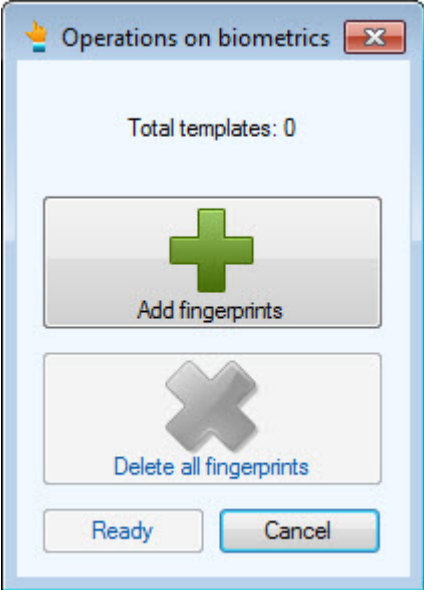 Operations on biometrics
Total templates: 0
Add fingerprints
Delete all fingerprints
Ready
Cancel